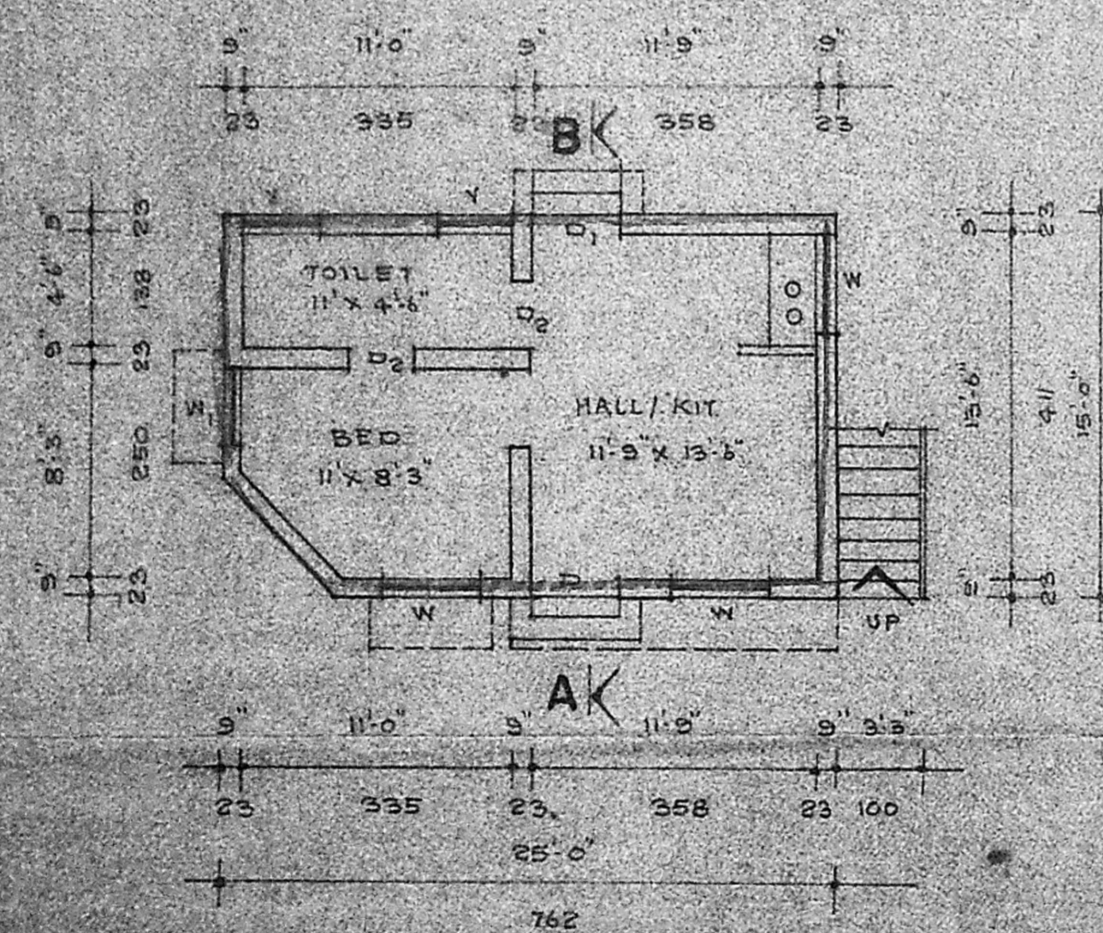 9" 11'-0" 9" 11'-9" 9"
23 335 23 358 23
B
9" 4'-6" 9" 8'-3" 9"
23 138 23 250 23
V V
D1
TOILET
11' X 4'-6"
W
D2
D2
W1
HALL/. KIT.
11'-9" X 13'-6"
BED
11' X 8'-3"
9" 13'-6" 9"
23 411 23
15'-0"
D
W W
UP
A
9" 11'-0" 9" 11'-9" 9" 3'-3"
23 335 23 358 23 100
25'-0"
762